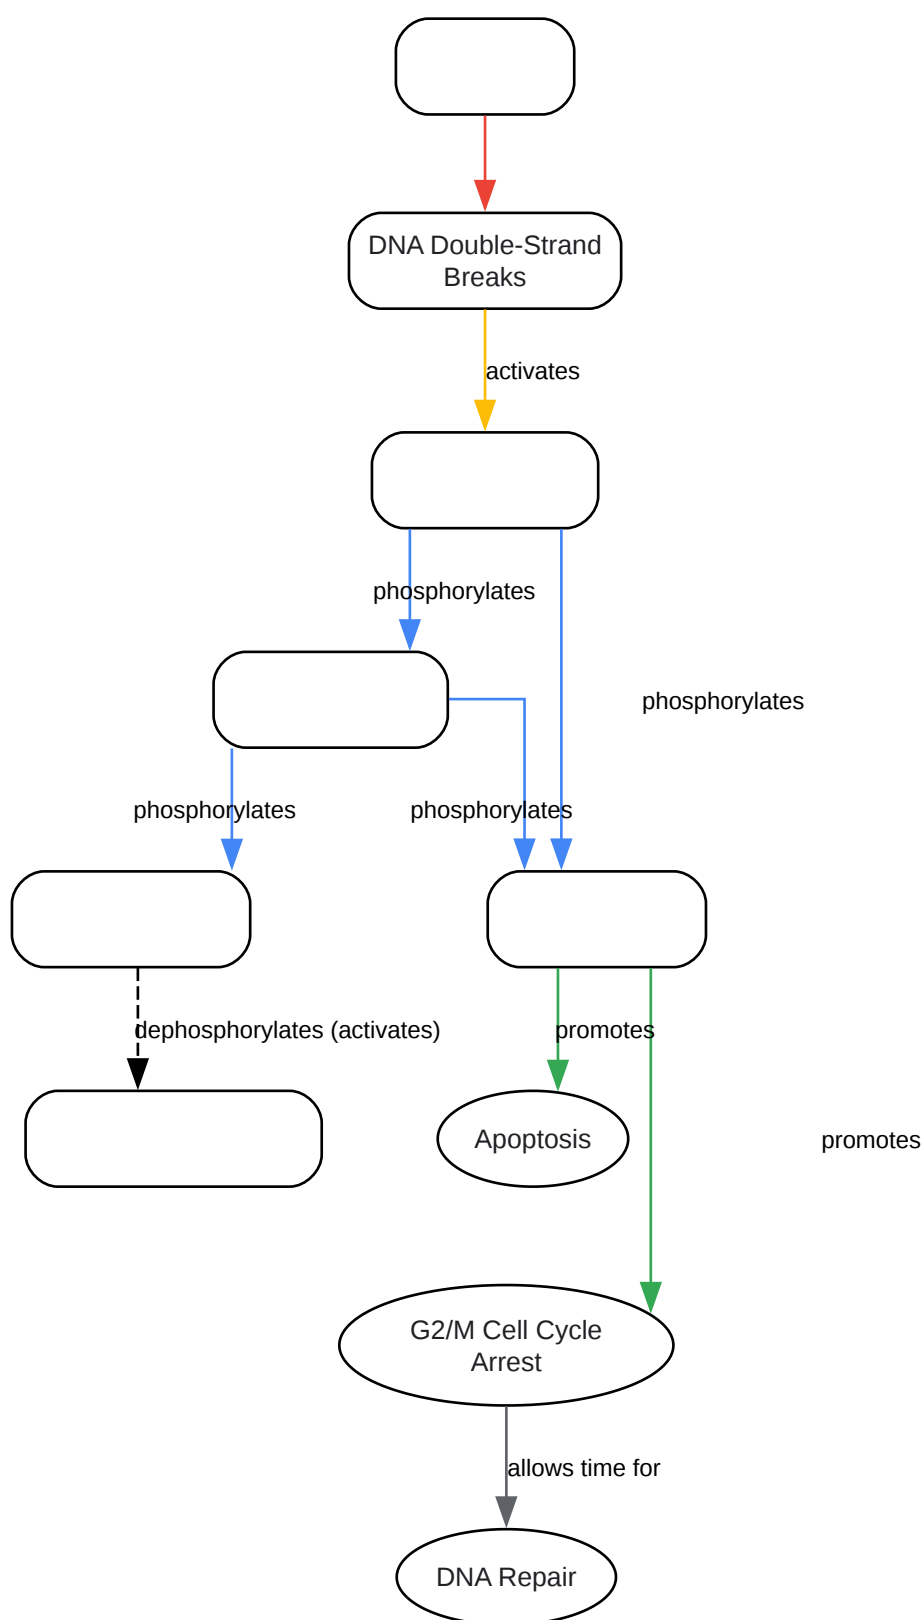 DNA Double-Strand
Breaks
activates
phosphorylates
phosphorylates
phosphorylates
phosphorylates
dephosphorylates (activates)
promotes
Apoptosis
promotes
G2/M Cell Cycle
Arrest
allows time for
DNA Repair